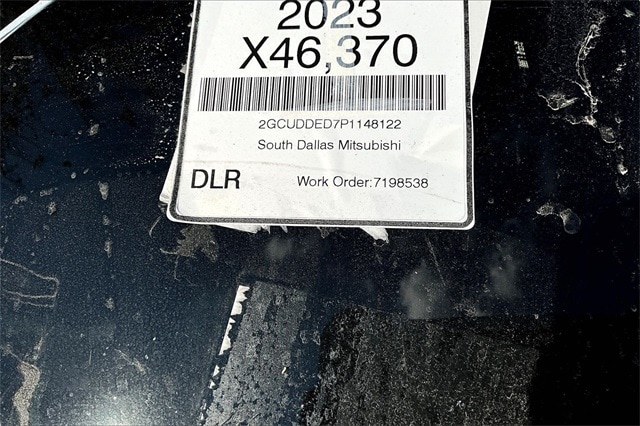 2023
X46,370
2GCUDDED7P1148122
South Dallas Mitsubishi
DLR Work Order:7198538